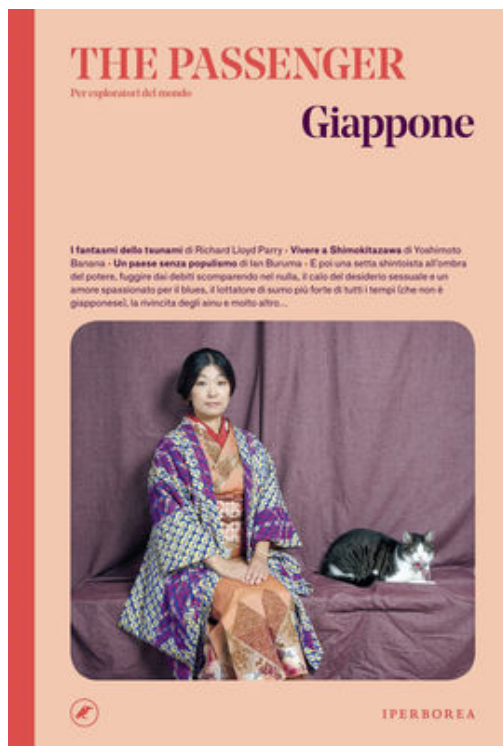 THE PASSENGER
Per esploratori del mondo
Giappone
I fantasmi dello tsunami di Richard Lloyd Parry · Vivere a Shimokitazawa di Yoshimoto
Banana · Un paese senza populismo di Ian Buruma · E poi una setta shintoista all'ombra
del potere, fuggire dai debiti scomparendo nel nulla, il calo del desiderio sessuale e un
amore spassionato per il blues, il lottatore di sumo più forte di tutti i tempi (che non è
giapponese), la rivincita degli ainu e molto altro...
IPERBOREA